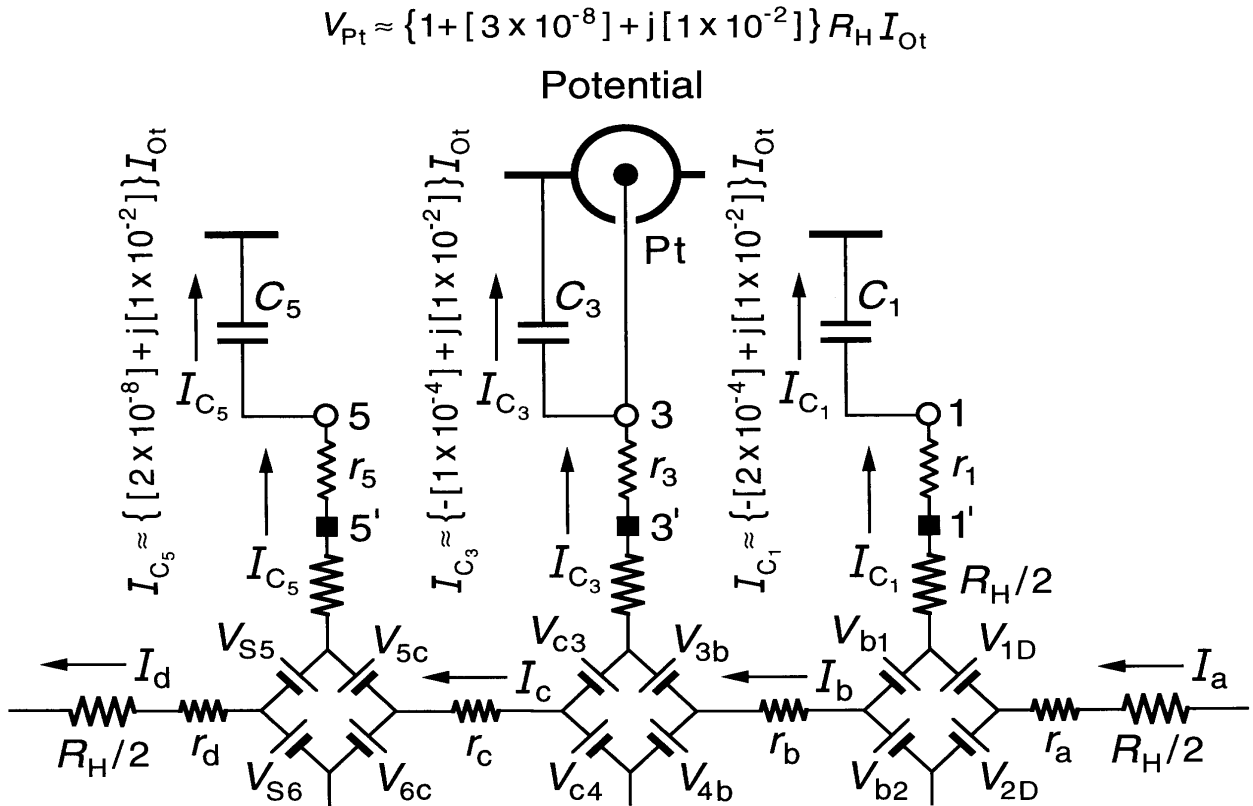 V_Pt ≈ {1+[3 x 10^-8]+j[1 x 10^-2]}R_H I_Ot
Potential
Pt
I_C5 ≈ {[2 x 10^-8]+j[1 x 10^-2]}I_Ot
I_C3 ≈ {-[1 x 10^-4]+j[1 x 10^-2]}I_Ot
I_C1 ≈ {-[2 x 10^-4]+j[1 x 10^-2]}I_Ot
C_5
C_3
C_1
I_C5
I_C3
I_C1
5
3
1
r_5
r_3
r_1
5'
3'
1'
I_C5
I_C3
I_C1
R_H/2
V_S5
V_5c
V_c3
V_3b
V_b1
V_1D
I_d
I_c
I_b
I_a
R_H/2
r_d
r_c
r_b
r_a
R_H/2
V_S6
V_6c
V_c4
V_4b
V_b2
V_2D